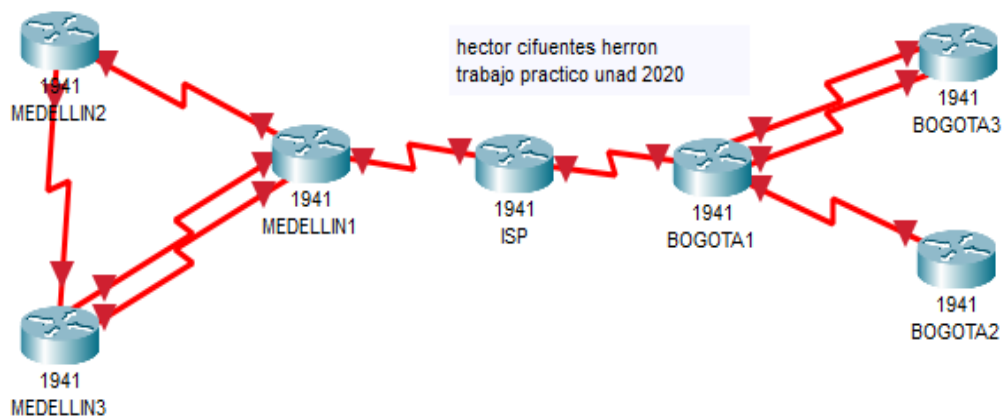 hector cifuentes herron
trabajo practico unad 2020
1941
MEDELLIN2
1941
MEDELLIN1
1941
ISP
1941
BOGOTA1
1941
BOGOTA3
1941
BOGOTA2
1941
MEDELLIN3